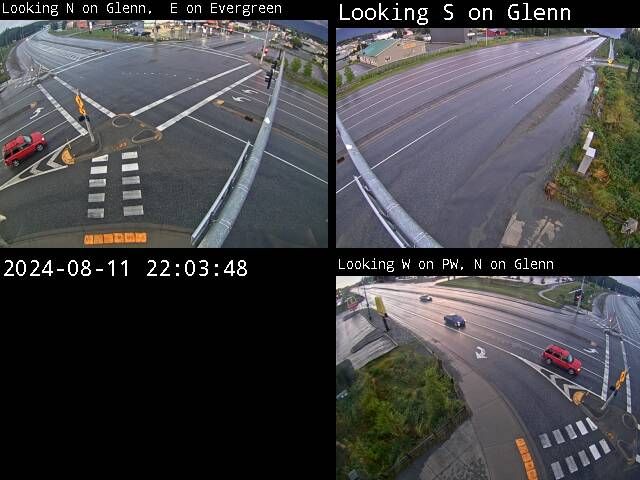 Looking N on Glenn,  E on Evergreen
Looking S on Glenn
2024-08-11 22:03:48
Looking W on PW, N on Glenn